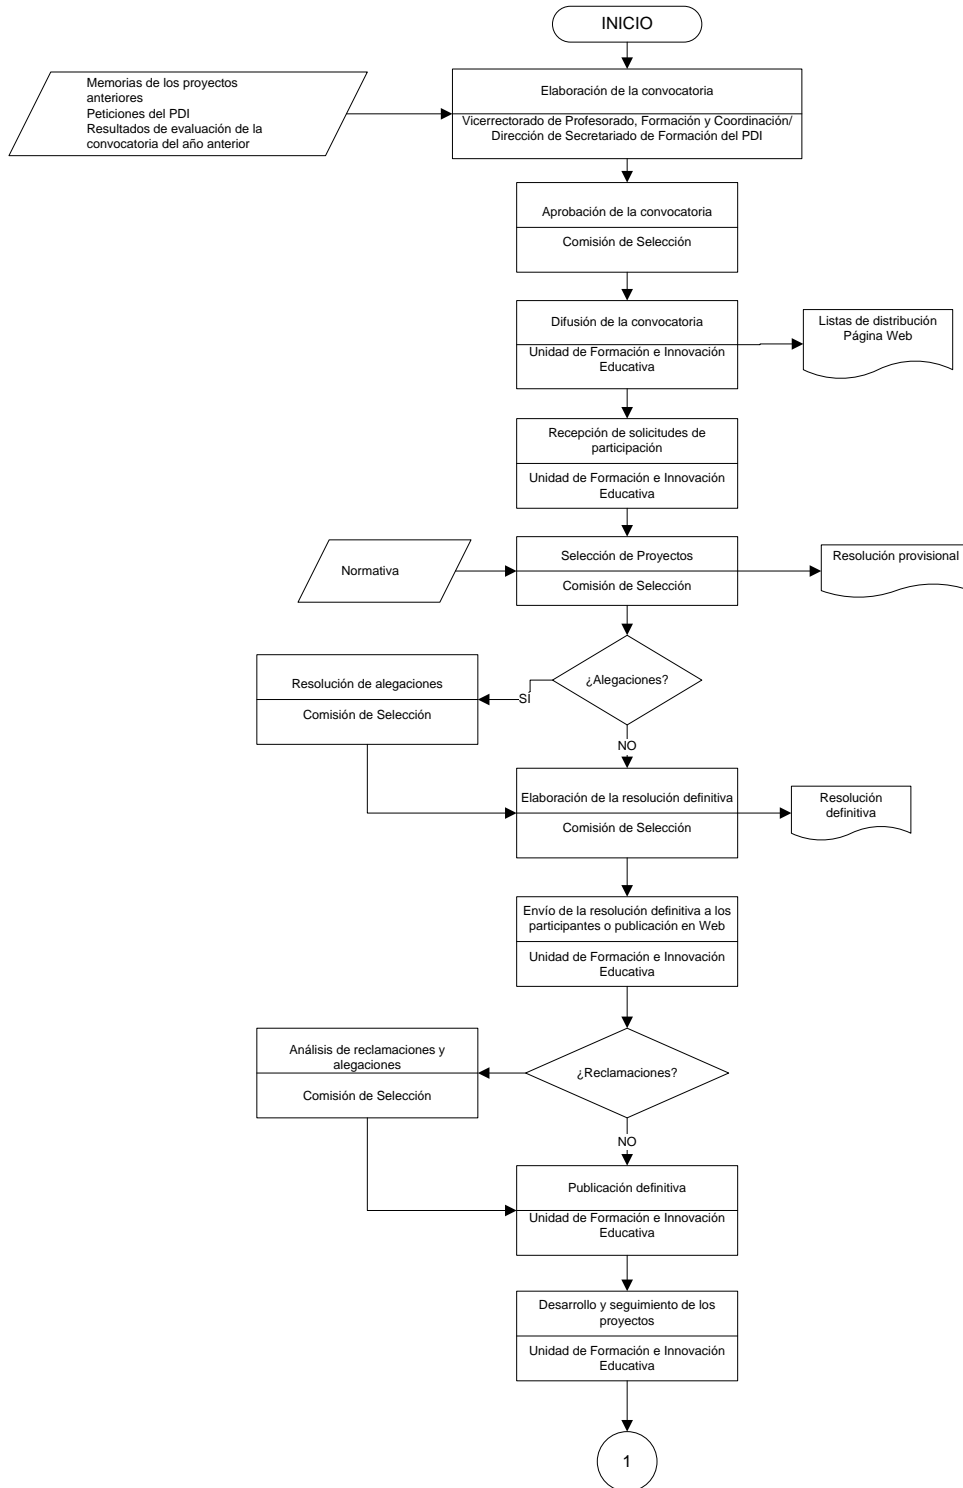 INICIO
Memorias de los proyectos
anteriores
Peticiones del PDI
Resultados de evaluación de la
convocatoria del año anterior
Elaboración de la convocatoria
Vicerrectorado de Profesorado, Formación y Coordinación/
Dirección de Secretariado de Formación del PDI
Aprobación de la convocatoria
Comisión de Selección
Difusión de la convocatoria
Unidad de Formación e Innovación
Educativa
Listas de distribución
Página Web
Recepción de solicitudes de
participación
Unidad de Formación e Innovación
Educativa
Normativa
Selección de Proyectos
Comisión de Selección
Resolución provisional
¿Alegaciones?
SÍ
Resolución de alegaciones
Comisión de Selección
NO
Elaboración de la resolución definitiva
Comisión de Selección
Resolución
definitiva
Envío de la resolución definitiva a los
participantes o publicación en Web
Unidad de Formación e Innovación
Educativa
Análisis de reclamaciones y
alegaciones
Comisión de Selección
¿Reclamaciones?
NO
Publicación definitiva
Unidad de Formación e Innovación
Educativa
Desarrollo y seguimiento de los
proyectos
Unidad de Formación e Innovación
Educativa
1